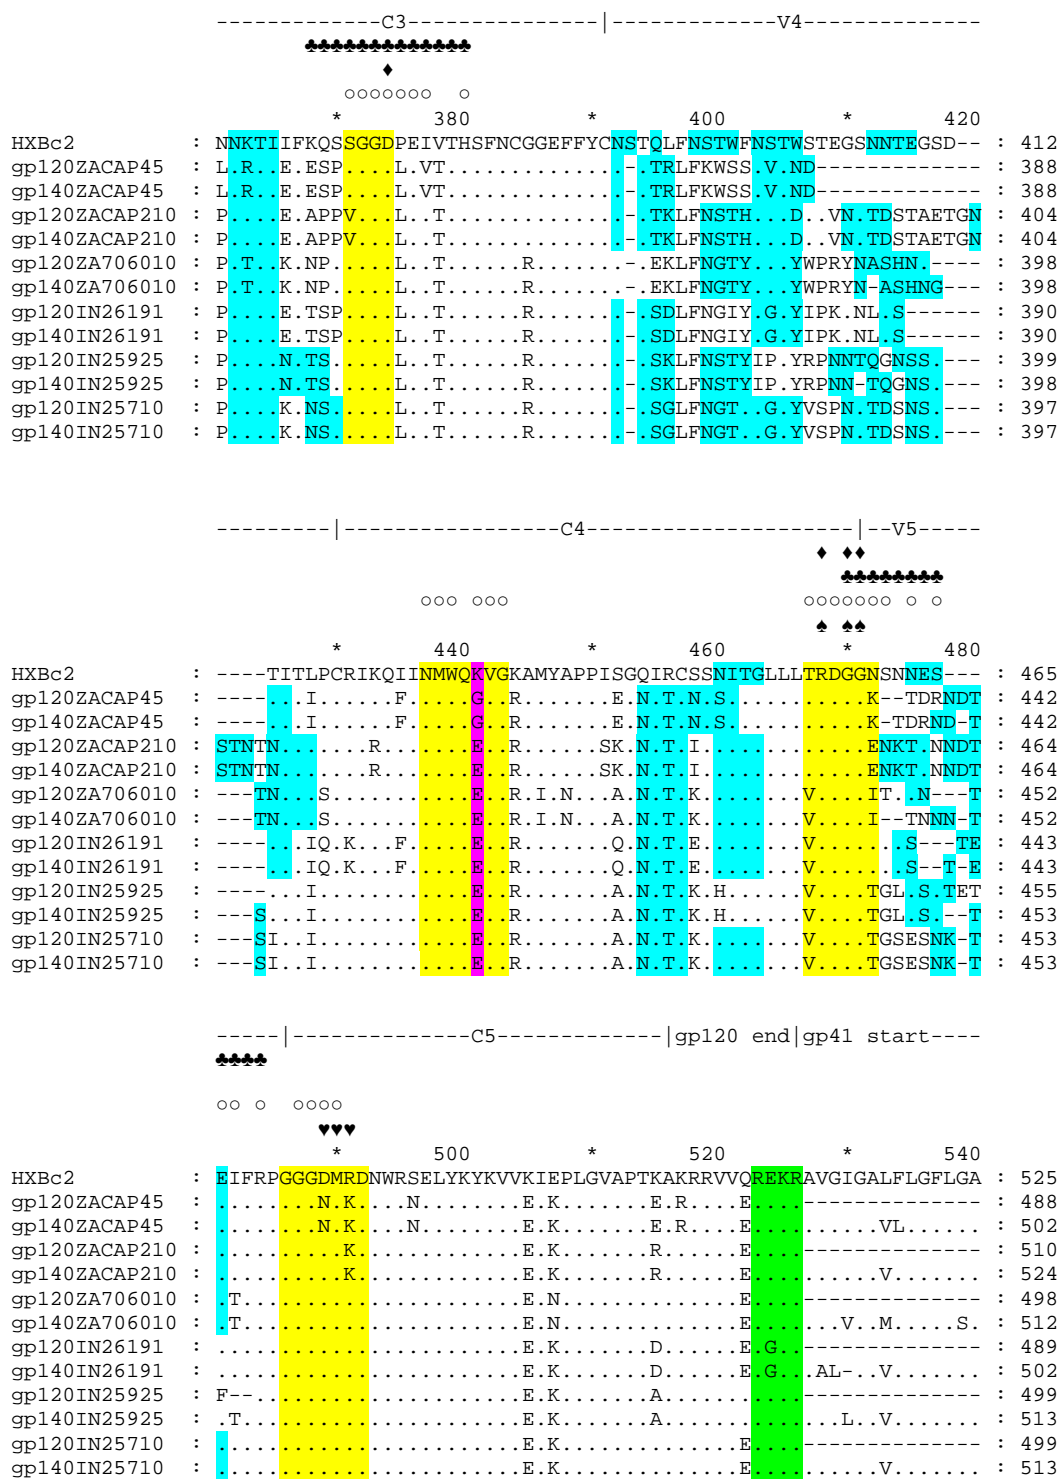 ---------------C3----------------|-------------V4--------------
♣♣♣♣♣♣♣♣♣♣♣♣♣
♦
○○○○○○○ ○
* 380 * 400 * 420
HXBc2 : NNKTIIFKQSSGGDPEIVTHSFNCGGEFFYCNSTQLFNSTWFNSTWSTEGSNNTEGSD-- : 412
gp120ZACAP45 : L.R..E.ESP....L.VT.............-.TRLFKWSS.V.ND------------- : 388
gp140ZACAP45 : L.R..E.ESP....L.VT.............-.TRLFKWSS.V.ND------------- : 388
gp120ZACAP210 : P....E.APPV...L..T.............-.TKLFNSTH...D..VN.TDSTAETGN : 404
gp140ZACAP210 : P....E.APPV...L..T.............-.TKLFNSTH...D..VN.TDSTAETGN : 404
gp120ZA706010 : P.T..K.NP.....L..T......R......-.EKLFNGTY...YWPRYNASHN.---- : 398
gp140ZA706010 : P.T..K.NP.....L..T......R......-.EKLFNGTY...YWPRYN-ASHNG--- : 398
gp120IN26191 : P....E.TSP....L..T......R......-.SDLFNGIY.G.YIPK.NL.S------ : 390
gp140IN26191 : P....E.TSP....L..T......R......-.SDLFNGIY.G.YIPK.NL.S------ : 390
gp120IN25925 : P....N.TS.....L..T......R......-.SKLFNSTYIP.YRPNNTQGNSS.--- : 399
gp140IN25925 : P....N.TS.....L..T......R......-.SKLFNSTYIP.YRPNN-TQGNS.--- : 398
gp120IN25710 : P....K.NS.....L..T......R......-.SGLFNGT..G.YVSPN.TDSNS.--- : 397
gp140IN25710 : P....K.NS.....L..T......R......-.SGLFNGT..G.YVSPN.TDSNS.--- : 397
---------|-----------------C4---------------------|--V5-----
♦ ♦♦
♣♣♣♣♣♣♣♣
○○○ ○○○ ○○○○○○○ ○ ○
♠ ♠♠
* 440 * 460 * 480
HXBc2 : ----TITLPCRIKQIINMWQKVGKAMYAPPISGQIRCSSNITGLLLTRDGGNSNNES--- : 465
gp120ZACAP45 : ----...I......F.....G..R.......E.N.T.N.S...........K--TDRNDT : 442
gp140ZACAP45 : ----...I......F.....G..R.......E.N.T.N.S...........K-TDRND-T : 442
gp120ZACAP210 : STNTN.......R.......E..R......SK.N.T.I.............ENKT.NNDT : 464
gp140ZACAP210 : STNTN.......R.......E..R......SK.N.T.I.............ENKT.NNDT : 464
gp120ZA706010 : ---TN...S...........E..R.I.N...A.N.T.K........V....IT..N---T : 452
gp140ZA706010 : ---TN...S...........E..R.I.N...A.N.T.K........V....I--TNNN-T : 452
gp120IN26191 : ----...IQ.K...F.....E..R.......Q.N.T.E........V.......S---TE : 443
gp140IN26191 : ----...IQ.K...F.....E..R.......Q.N.T.E........V.......S--T-E : 443
gp120IN25925 : ----...I............E..R.......A.N.T.K.H......V....TGL.S.TET : 455
gp140IN25925 : ---S...I............E..R.......A.N.T.K.H......V....TGL.S.--T : 453
gp120IN25710 : ---SI..I............E..R.......A.N.T.K........V....TGSESNK-T : 453
gp140IN25710 : ---SI..I............E..R.......A.N.T.K........V....TGSESNK-T : 453
-----|--------------C5-------------|gp120 end|gp41 start----
♣♣♣♣
○○ ○ ○○○○
♥♥♥
* 500 * 520 * 540
HXBc2 : EIFRPGGGDMRDNWRSELYKYKVVKIEPLGVAPTKAKRRVVQREKRAVGIGALFLGFLGA : 525
gp120ZACAP45 : ........N.K....N........E.K.......E.R....E....-------------- : 488
gp140ZACAP45 : ........N.K....N........E.K.......E.R....E..........VL...... : 502
gp120ZACAP210 : ..........K.............E.K.......R......E....-------------- : 510
gp140ZACAP210 : ..........K.............E.K.......R......E..........V....... : 524
gp120ZA706010 : .T......................E.N..............E....-------------- : 498
gp140ZA706010 : .T......................E.N..............E.......V..M.....S. : 512
gp120IN26191 : ........................E.K.......D......E.G..-------------- : 489
gp140IN26191 : ........................E.K.......D......E.G...AL-..V....... : 502
gp120IN25925 : F--.....................E.K.......A...........-------------- : 499
gp140IN25925 : .T......................E.K.......A..............L..V....... : 513
gp120IN25710 : ........................E.K..............E....-------------- : 499
gp140IN25710 : ........................E.K..............E..........V....... : 513